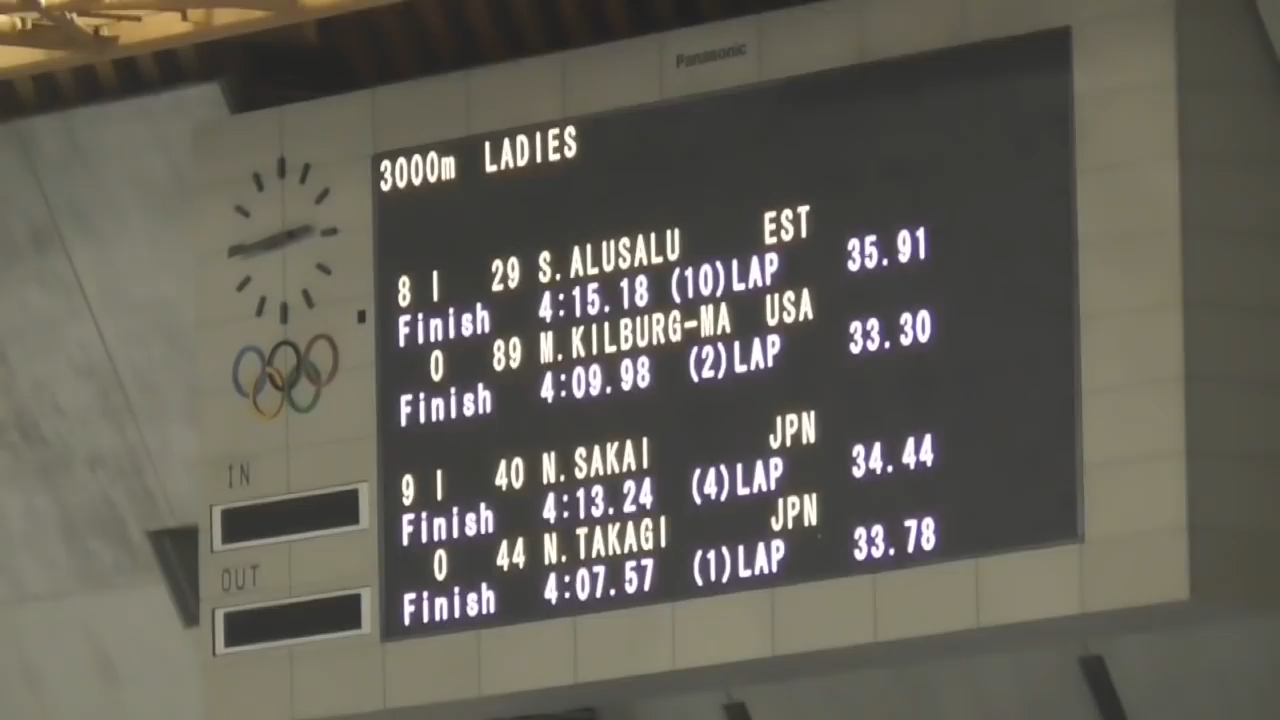 Panasonic
3000m LADIES
8 I 29 S.ALUSALU EST
Finish 4:15.18 (10)LAP 35.91
O 89 M.KILBURG-MA USA
Finish 4:09.98 (2)LAP 33.30
9 I 40 N.SAKAI JPN
Finish 4:13.24 (4)LAP 34.44
O 44 N.TAKAGI JPN
Finish 4:07.57 (1)LAP 33.78
IN
OUT